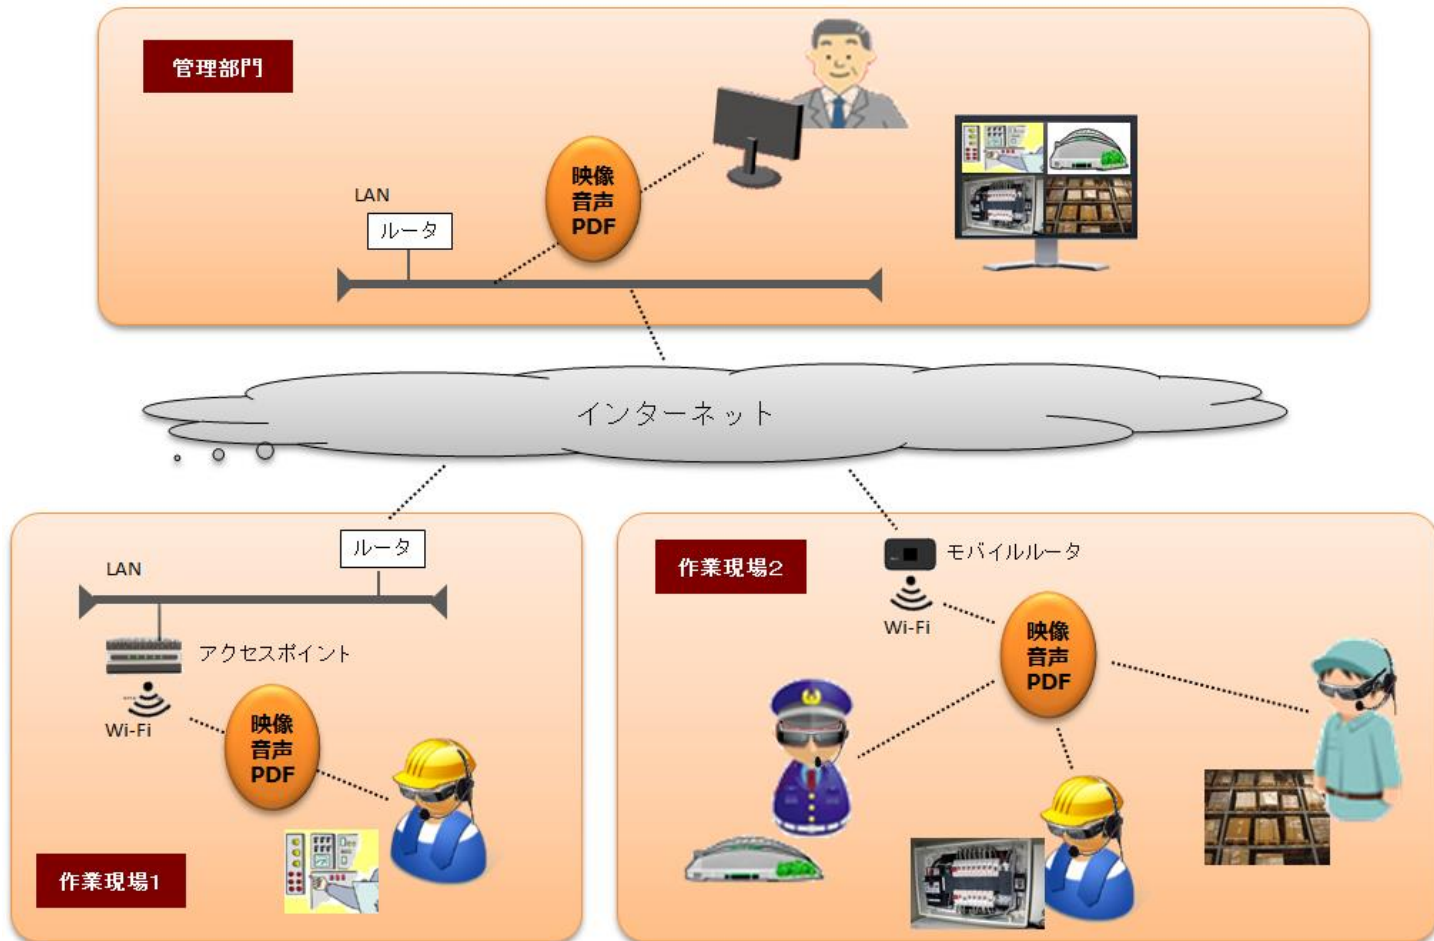 管理部門
映像
音声
PDF
LAN
ルータ
インターネット
ルータ
LAN
アクセスポイント
Wi-Fi
映像
音声
PDF
作業現場1
作業現場2
モバイルルータ
Wi-Fi
映像
音声
PDF